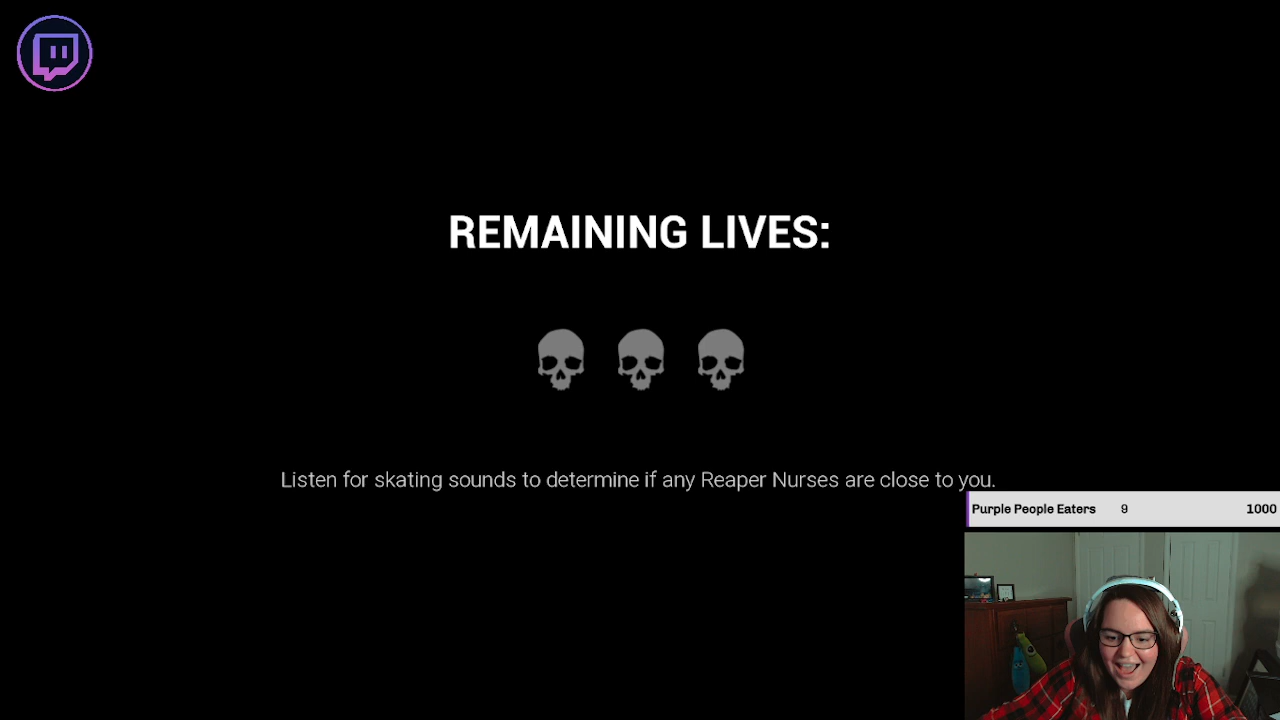 REMAINING LIVES:
Listen for skating sounds to determine if any Reaper Nurses are close to you.
Purple People Eaters 9 1000